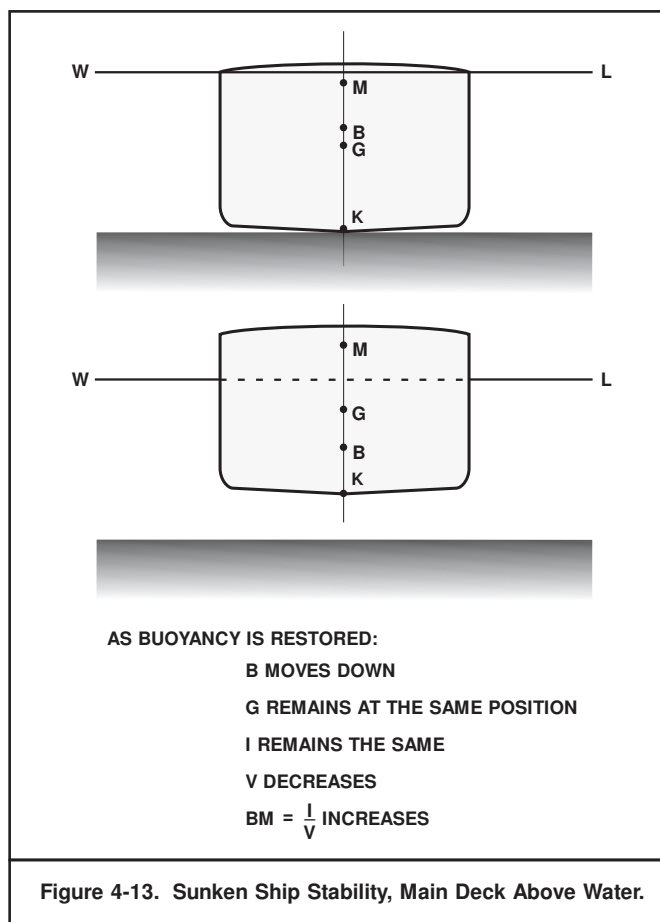 W L
M
B
G
K
M
W L
G
B
K
AS BUOYANCY IS RESTORED:
B MOVES DOWN
G REMAINS AT THE SAME POSITION
I REMAINS THE SAME
V DECREASES
BM = I/V INCREASES
Figure 4-13. Sunken Ship Stability, Main Deck Above Water.